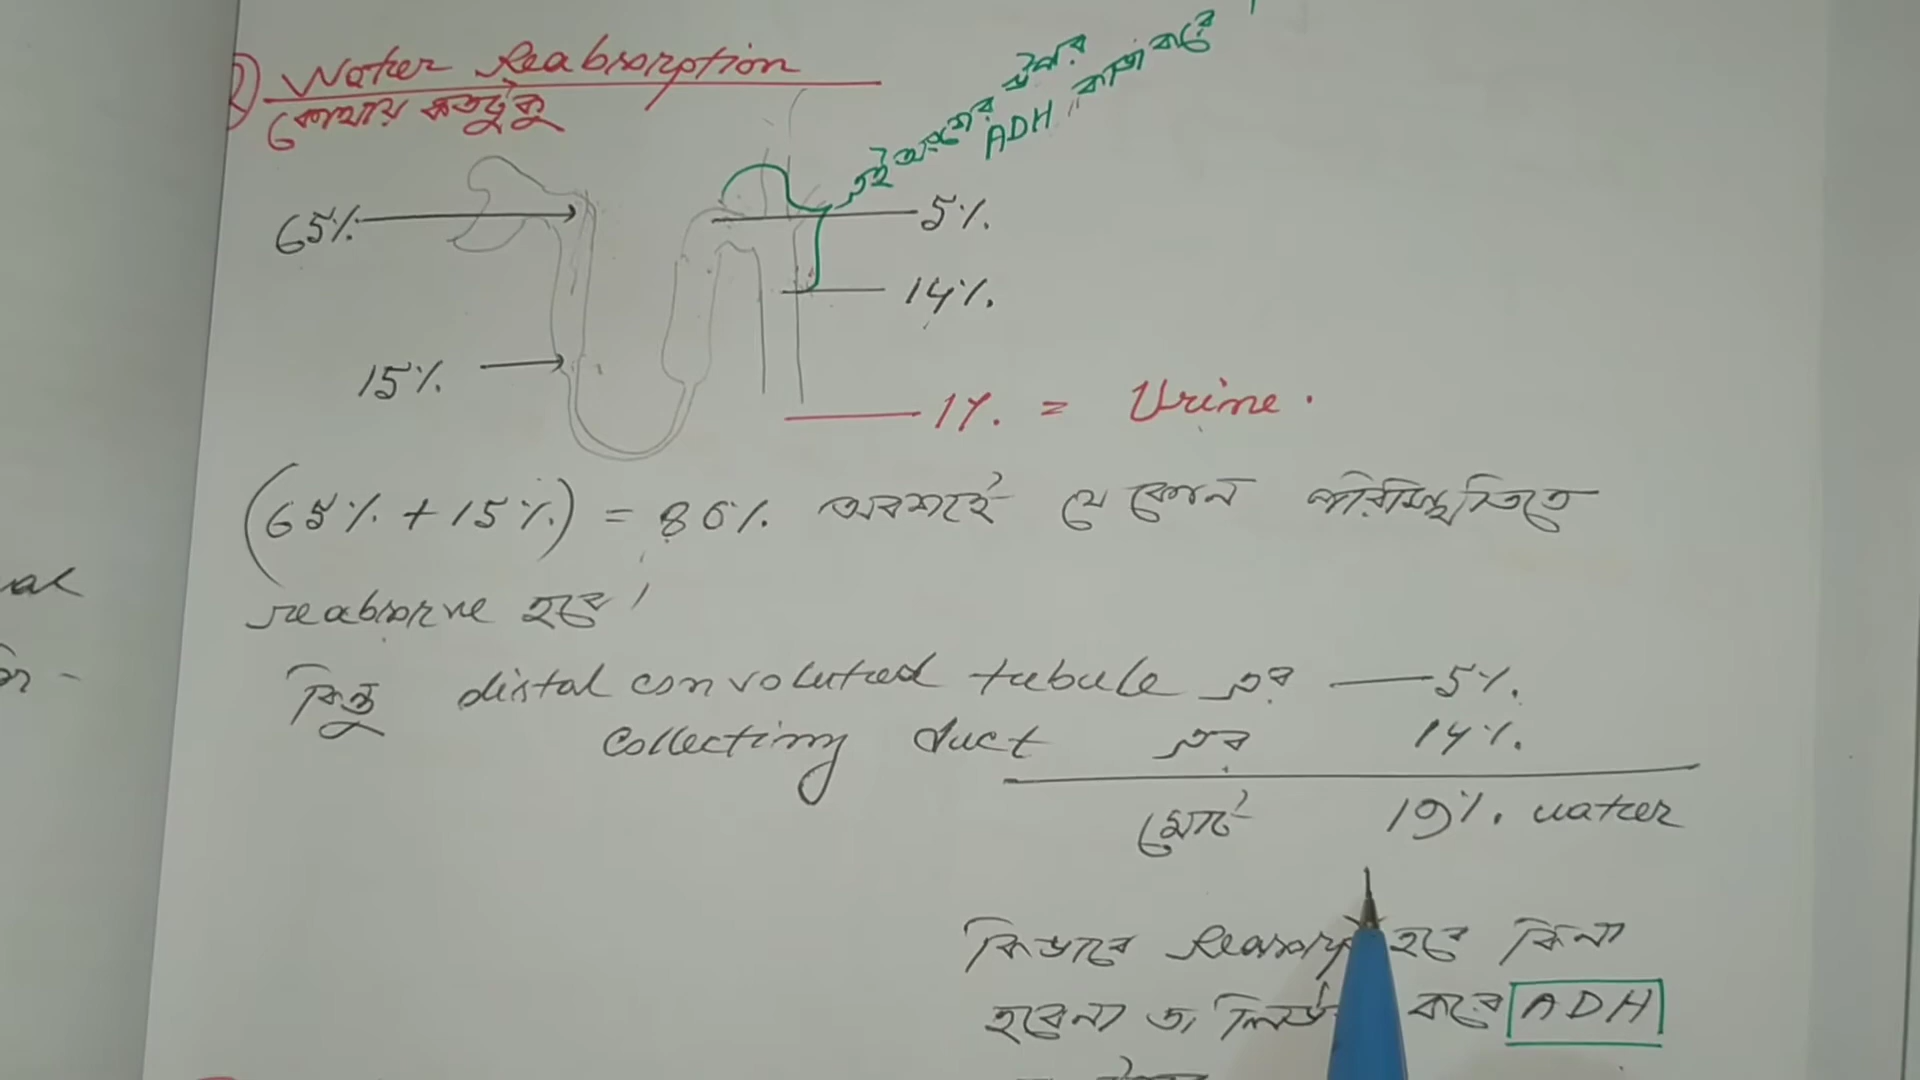 2) Water Reabsorption
কোথায় কতটুকু
এই অংশের উপর
ADH কাজ করে।
65%
5%.
14%.
15%.
1%. = Urine.
(65%. + 15%.) = 80%. অবশ্যই যে কোন পরিস্থিতিতে
reabsorve হবে।
কিন্তু distal convoluted tubule এর — 5%.
collecting duct এর 14%.
মোট 19%. water
কিভাবে হবে কিনা
হবেনা তা করে ADH
al